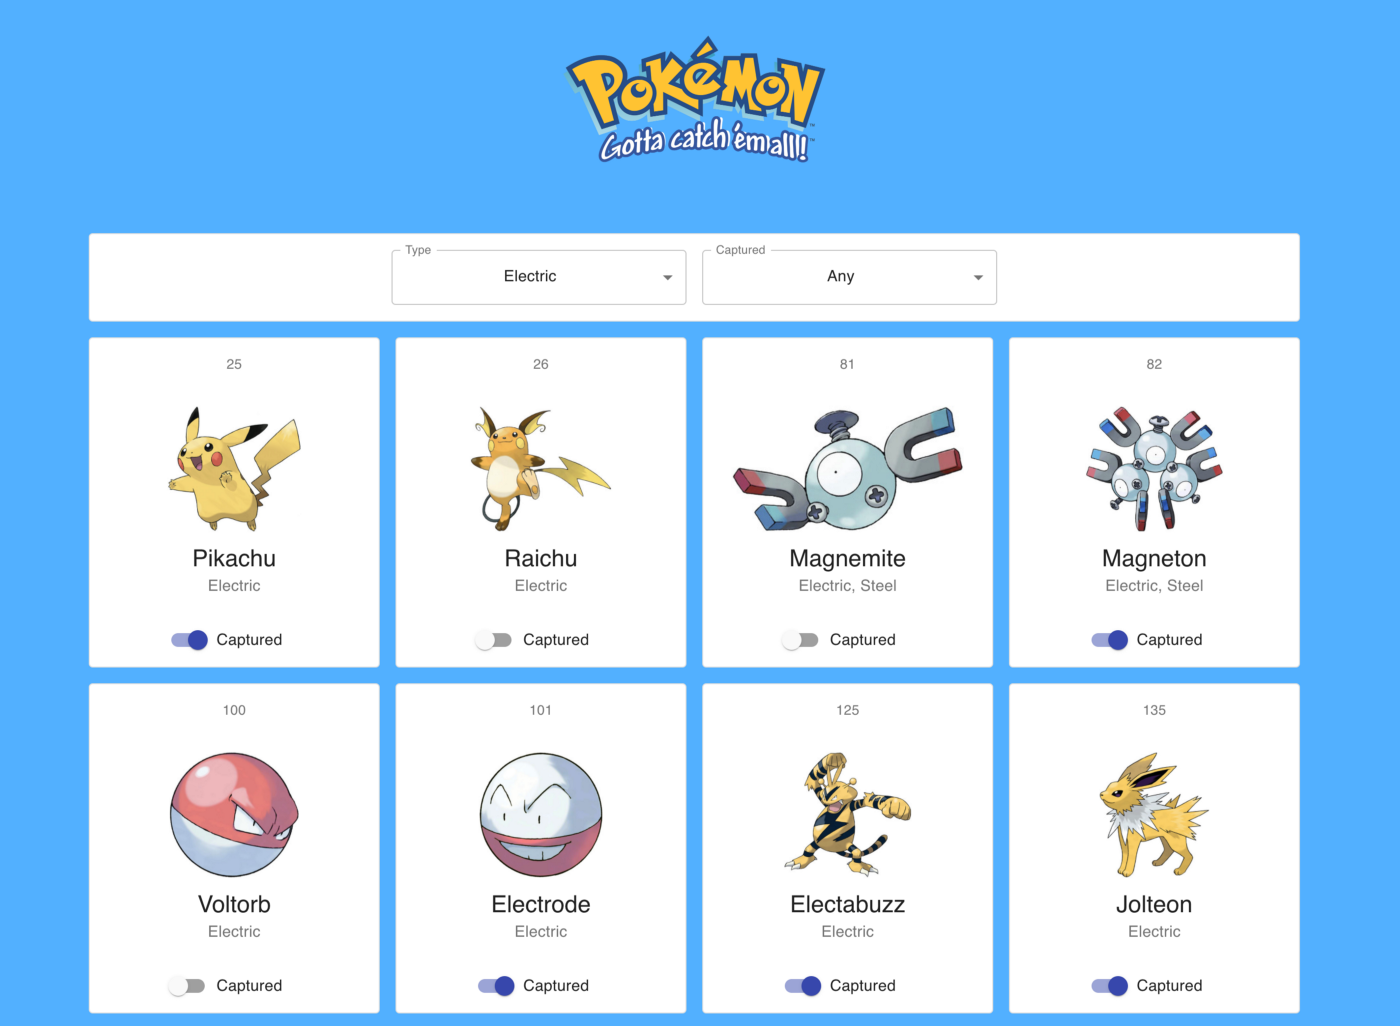 POKéMON
™
Gotta catch 'em all!
™
Type
Electric
Captured
Any
25
Pikachu
Electric
Captured
26
Raichu
Electric
Captured
81
Magnemite
Electric, Steel
Captured
82
Magneton
Electric, Steel
Captured
100
Voltorb
Electric
Captured
101
Electrode
Electric
Captured
125
Electabuzz
Electric
Captured
135
Jolteon
Electric
Captured